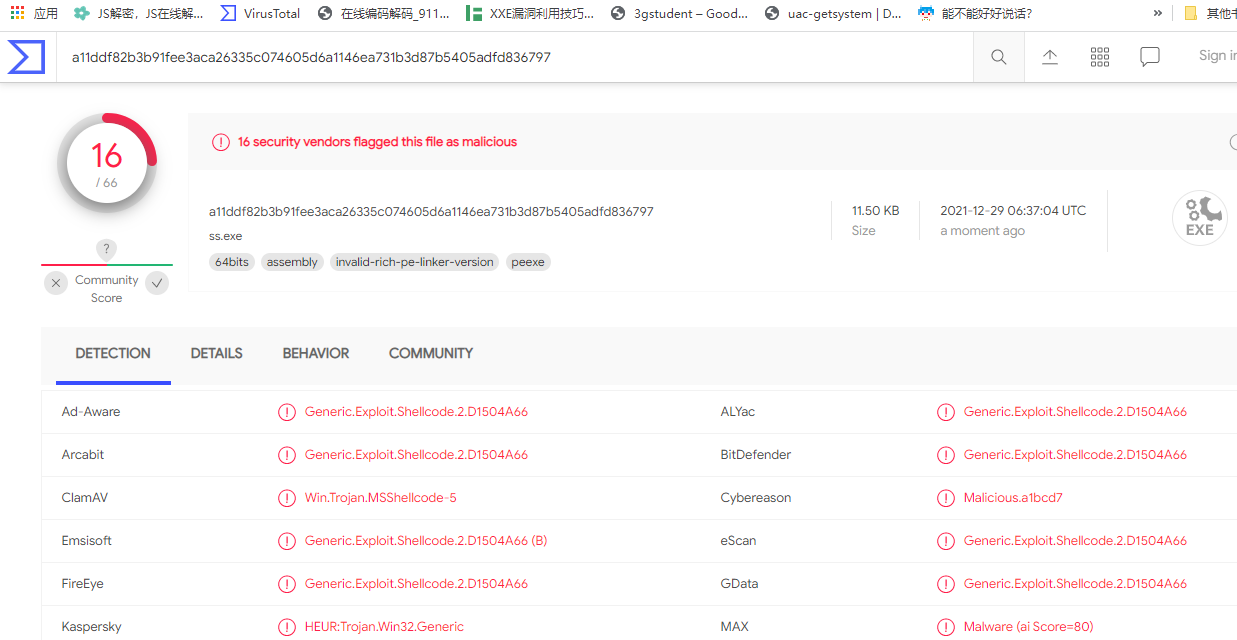 应用 JS解密，JS在线解... VirusTotal 在线编码解码_911... XXE漏洞利用技巧... 3gstudent – Good... uac-getsystem | D... 能不能好好说话? »
a11ddf82b3b91fee3aca26335c074605d6a1146ea731b3d87b5405adfd836797
16
/ 66
? 
Community
Score
16 security vendors flagged this file as malicious
a11ddf82b3b91fee3aca26335c074605d6a1146ea731b3d87b5405adfd836797
ss.exe
64bits assembly invalid-rich-pe-linker-version peexe
11.50 KB
Size
2021-12-29 06:37:04 UTC
a moment ago
EXE
DETECTION DETAILS BEHAVIOR COMMUNITY
Ad-Aware Generic.Exploit.Shellcode.2.D1504A66 ALYac Generic.Exploit.Shellcode.2.D1504A66
Arcabit Generic.Exploit.Shellcode.2.D1504A66 BitDefender Generic.Exploit.Shellcode.2.D1504A66
ClamAV Win.Trojan.MSShellcode-5 Cybereason Malicious.a1bcd7
Emsisoft Generic.Exploit.Shellcode.2.D1504A66 (B) eScan Generic.Exploit.Shellcode.2.D1504A66
FireEye Generic.Exploit.Shellcode.2.D1504A66 GData Generic.Exploit.Shellcode.2.D1504A66
Kaspersky HEUR:Trojan.Win32.Generic MAX Malware (ai Score=80)